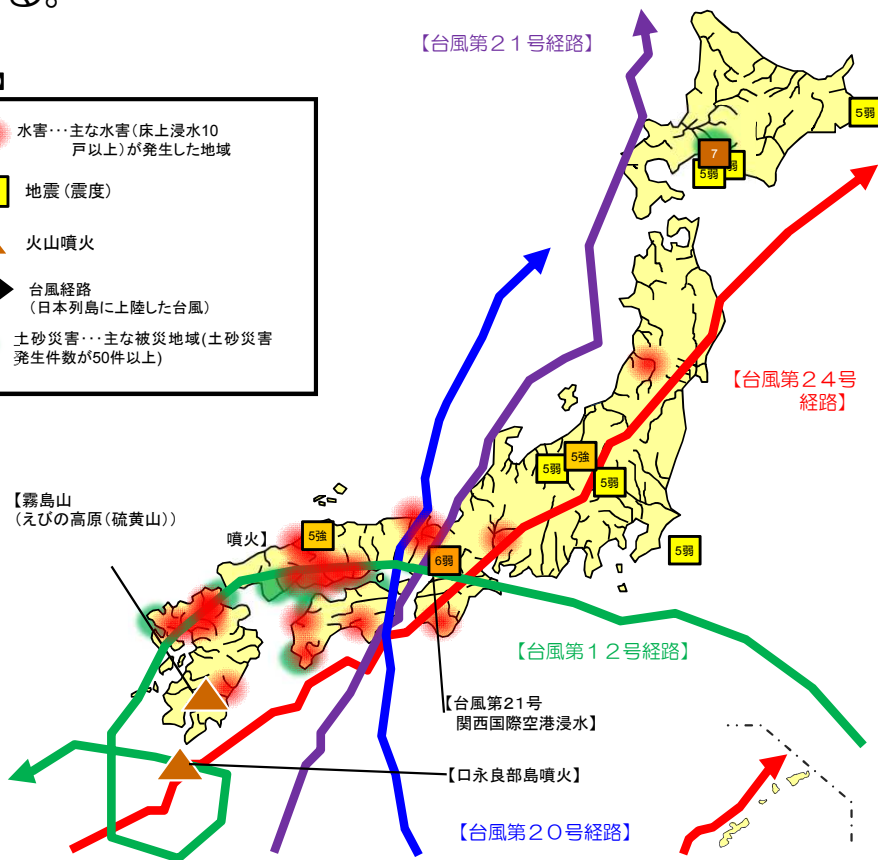 る。
】
【台風第21号経路】
水害･･･主な水害(床上浸水10
戸以上)が発生した地域
地震(震度)
火山噴火
台風経路
(日本列島に上陸した台風)
土砂災害･･･主な被災地域(土砂災害
発生件数が50件以上)
5弱
7
5弱
弱
【台風第24号
経路】
5強
5弱
5弱
【霧島山
(えびの高原(硫黄山))
噴火】
5強
6弱
5弱
【台風第12号経路】
【台風第21号
関西国際空港浸水】
【口永良部島噴火】
【台風第20号経路】